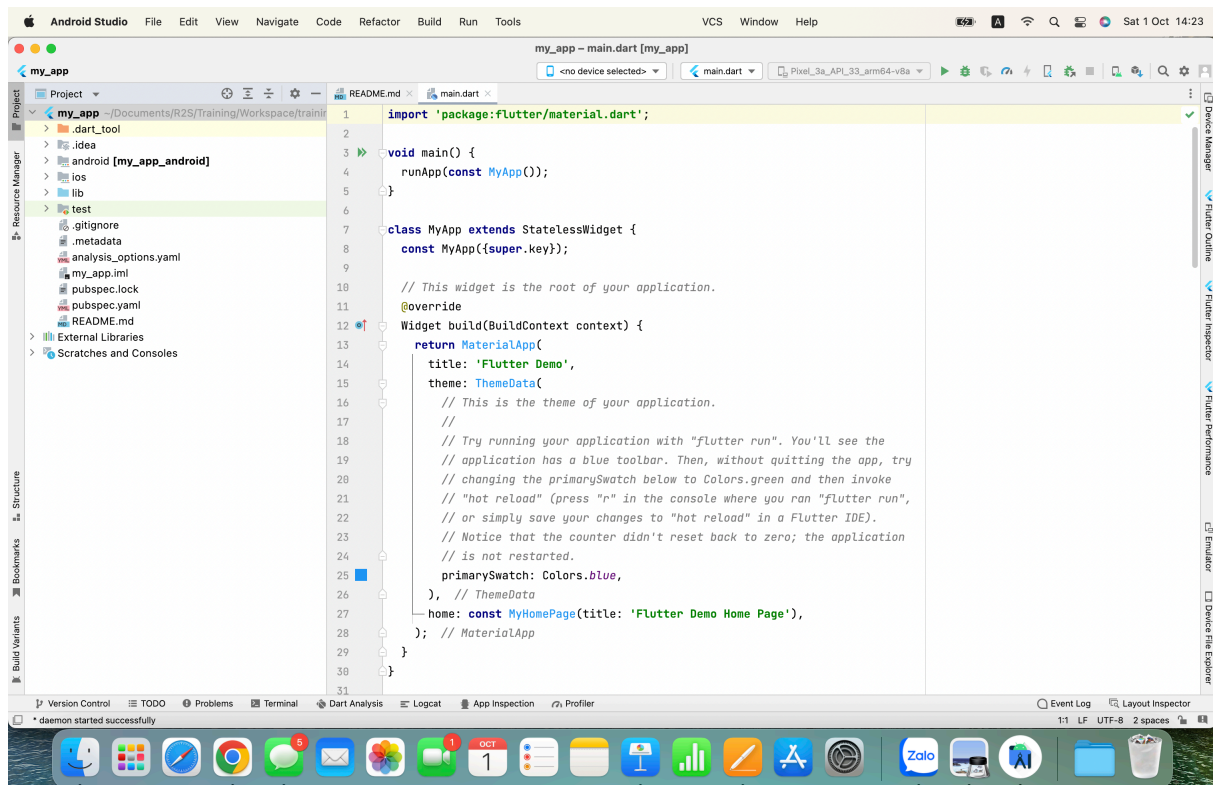 Android Studio File Edit View Navigate Code Refactor Build Run Tools VCS Window Help A Sat 1 Oct 14:23
my_app – main.dart [my_app]
my_app <no device selected> main.dart Pixel_3a_API_33_arm64-v8a
Project README.md main.dart
my_app ~/Documents/R2S/Training/Workspace/trainin
.dart_tool
.idea
android [my_app_android]
ios
lib
test
.gitignore
.metadata
analysis_options.yaml
my_app.iml
pubspec.lock
pubspec.yaml
README.md
External Libraries
Scratches and Consoles
Project
Resource Manager
Structure
Bookmarks
Build Variants
1 import 'package:flutter/material.dart';
2
3 void main() {
4 runApp(const MyApp());
5 }
6
7 class MyApp extends StatelessWidget {
8 const MyApp({super.key});
9
10 // This widget is the root of your application.
11 @override
12 Widget build(BuildContext context) {
13 return MaterialApp(
14 title: 'Flutter Demo',
15 theme: ThemeData(
16 // This is the theme of your application.
17 //
18 // Try running your application with "flutter run". You'll see the
19 // application has a blue toolbar. Then, without quitting the app, try
20 // changing the primarySwatch below to Colors.green and then invoke
21 // "hot reload" (press "r" in the console where you ran "flutter run",
22 // or simply save your changes to "hot reload" in a Flutter IDE).
23 // Notice that the counter didn't reset back to zero; the application
24 // is not restarted.
25 primarySwatch: Colors.blue,
26 ), // ThemeData
27 home: const MyHomePage(title: 'Flutter Demo Home Page'),
28 ); // MaterialApp
29 }
30 }
31
Device Manager
Flutter Outline
Flutter Inspector
Flutter Performance
Emulator
Device File Explorer
Version Control TODO Problems Terminal Dart Analysis Logcat App Inspection Profiler Event Log Layout Inspector
* daemon started successfully 1:1 LF UTF-8 2 spaces
5 1 OCT 1 Zalo